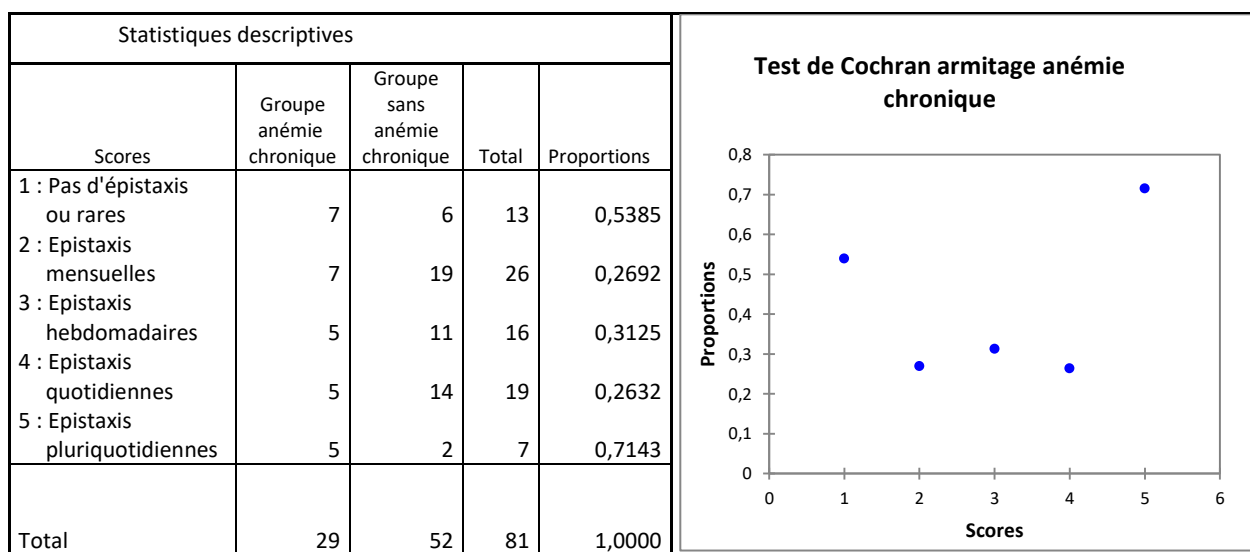 Statistiques descriptives
Scores
Groupe
anémie
chronique
Groupe
sans
anémie
chronique
Total
Proportions
1 : Pas d'épistaxis
ou rares 7 6 13 0,5385
2 : Epistaxis
mensuelles 7 19 26 0,2692
3 : Epistaxis
hebdomadaires 5 11 16 0,3125
4 : Epistaxis
quotidiennes 5 14 19 0,2632
5 : Epistaxis
pluriquotidiennes 5 2 7 0,7143
Total 29 52 81 1,0000
Test de Cochran armitage anémie
chronique
Proportions
0,8
0,7
0,6
0,5
0,4
0,3
0,2
0,1
0
0 1 2 3 4 5 6
Scores